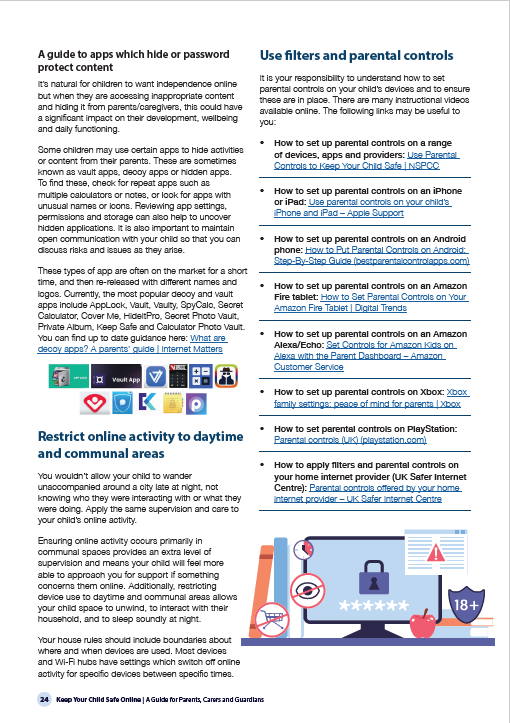 A guide to apps which hide or password
protect content
It's natural for children to want independence online
but when they are accessing inappropriate content
and hiding it from parents/caregivers, this could have
a significant impact on their development, wellbeing
and daily functioning.
Some children may use certain apps to hide activities
or content from their parents. These are sometimes
known as vault apps, decoy apps or hidden apps.
To find these, check for repeat apps such as
multiple calculators or notes, or look for apps with
unusual names or icons. Reviewing app settings,
permissions and storage can also help to uncover
hidden applications. It is also important to maintain
open communication with your child so that you can
discuss risks and issues as they arise.
These types of app are often on the market for a short
time, and then re-released with different names and
logos. Currently, the most popular decoy and vault
apps include AppLock, Vault, Vaulty, SpyCalc, Secret
Calculator, Cover Me, HideitPro, Secret Photo Vault,
Private Album, Keep Safe and Calculator Photo Vault.
You can find up to date guidance here: What are
decoy apps? A parents' guide | Internet Matters
Vault App
Restrict online activity to daytime
and communal areas
You wouldn't allow your child to wander
unaccompanied around a city late at night, not
knowing who they were interacting with or what they
were doing. Apply the same supervision and care to
your child's online activity.
Ensuring online activity occurs primarily in
communal spaces provides an extra level of
supervision and means your child will feel more
able to approach you for support if something
concerns them online. Additionally, restricting
device use to daytime and communal areas allows
your child space to unwind, to interact with their
household, and to sleep soundly at night.
Your house rules should include boundaries about
where and when devices are used. Most devices
and Wi-Fi hubs have settings which switch off online
activity for specific devices between specific times.
Use filters and parental controls
It is your responsibility to understand how to set
parental controls on your child's devices and to ensure
these are in place. There are many instructional videos
available online. The following links may be useful to
you:
• How to set up parental controls on a range
of devices, apps and providers: Use Parental
Controls to Keep Your Child Safe | NSPCC
• How to set up parental controls on an iPhone
or iPad: Use parental controls on your child's
iPhone and iPad – Apple Support
• How to set up parental controls on an Android
phone: How to Put Parental Controls on Android:
Step-By-Step Guide (bestparentalcontrolapps.com)
• How to set up parental controls on an Amazon
Fire tablet: How to Set Parental Controls on Your
Amazon Fire Tablet | Digital Trends
• How to set up parental controls on an Amazon
Alexa/Echo: Set Controls for Amazon Kids on
Alexa with the Parent Dashboard – Amazon
Customer Service
• How to set up parental controls on Xbox: Xbox
family settings: peace of mind for parents | Xbox
• How to set parental controls on PlayStation:
Parental controls (UK) (playstation.com)
• How to apply filters and parental controls on
your home internet provider (UK Safer Internet
Centre): Parental controls offered by your home
internet provider – UK Safer Internet Centre
18+
24 Keep Your Child Safe Online | A Guide for Parents, Carers and Guardians